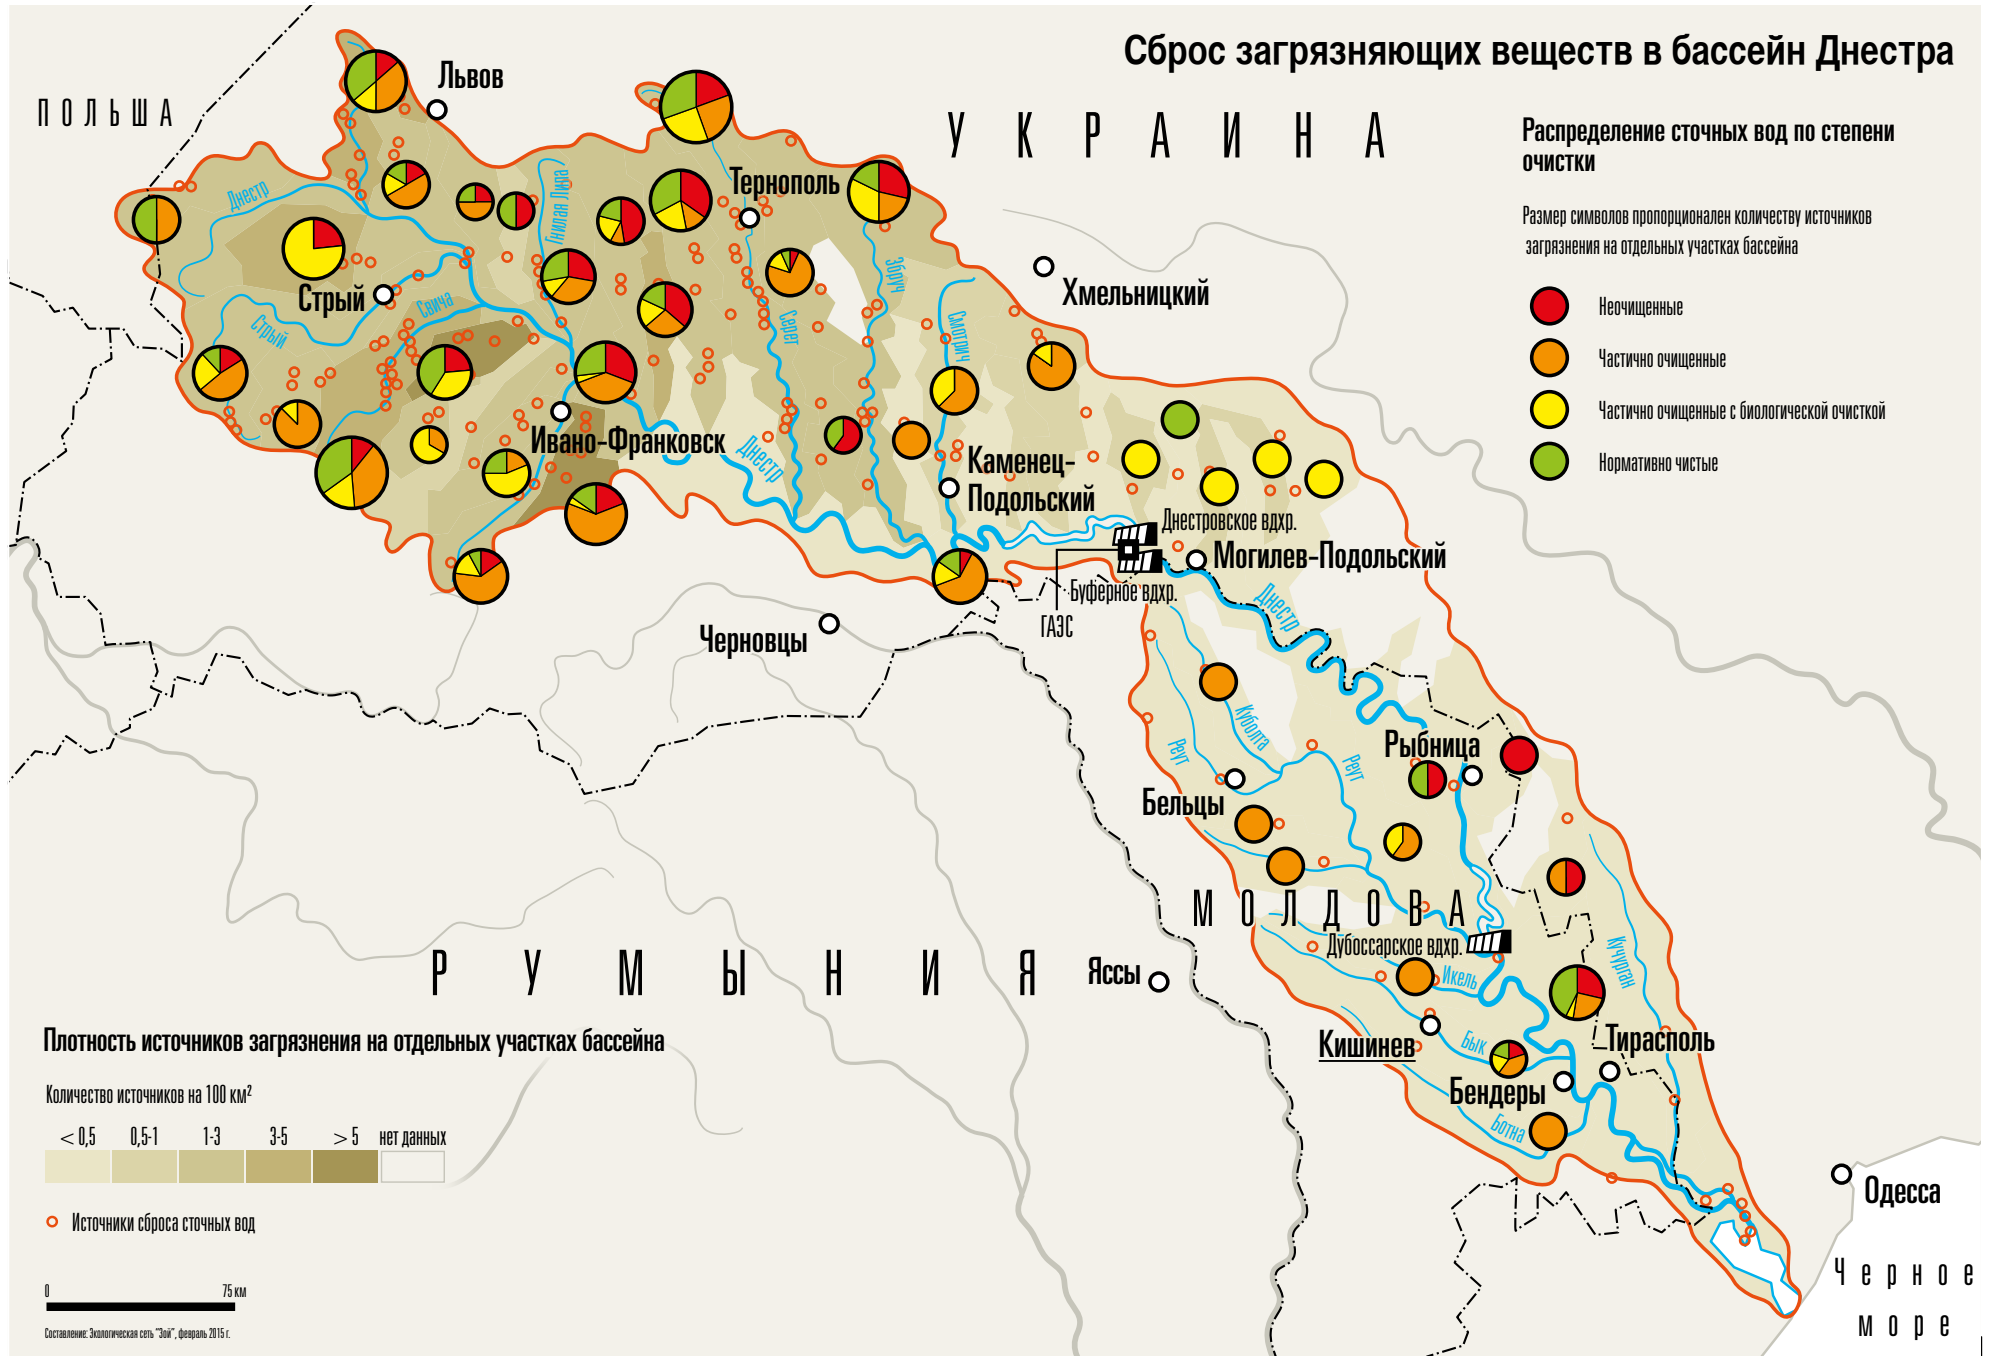 Сброс загрязняющих веществ в бассейн Днестра
ПОЛЬША
Львов
УКРАИНА
Распределение сточных вод по степени
очистки
Размер символов пропорционален количеству источников
загрязнения на отдельных участках бассейна
Неочищенные
Частично очищенные
Частично очищенные с биологической очисткой
Нормативно чистые
Днестр
Гнилая Липа
Тернополь
Збруч
Хмельницкий
Стрый
Свича
Стрый
Серет
Смотрич
Ивано-Франковск
Днестр
Каменец-
Подольский
Днестровское вдхр.
Могилев-Подольский
Буферное вдхр.
ГАЭС
Днестр
Черновцы
Куболта
Реут
Реут
Рыбница
Бельцы
МОЛДОВА
Дубоссарское вдхр.
Кучурган
РУМЫНИЯ
Яссы
Икель
Кишинев
Бык
Тирасполь
Бендеры
Ботна
Одесса
Черное
море
Плотность источников загрязнения на отдельных участках бассейна
Количество источников на 100 км²
< 0,5 0,5-1 1-3 3-5 > 5 нет данных
Источники сброса сточных вод
0 75 км
Составление: Экологическая сеть "Зой", февраль 2015 г.